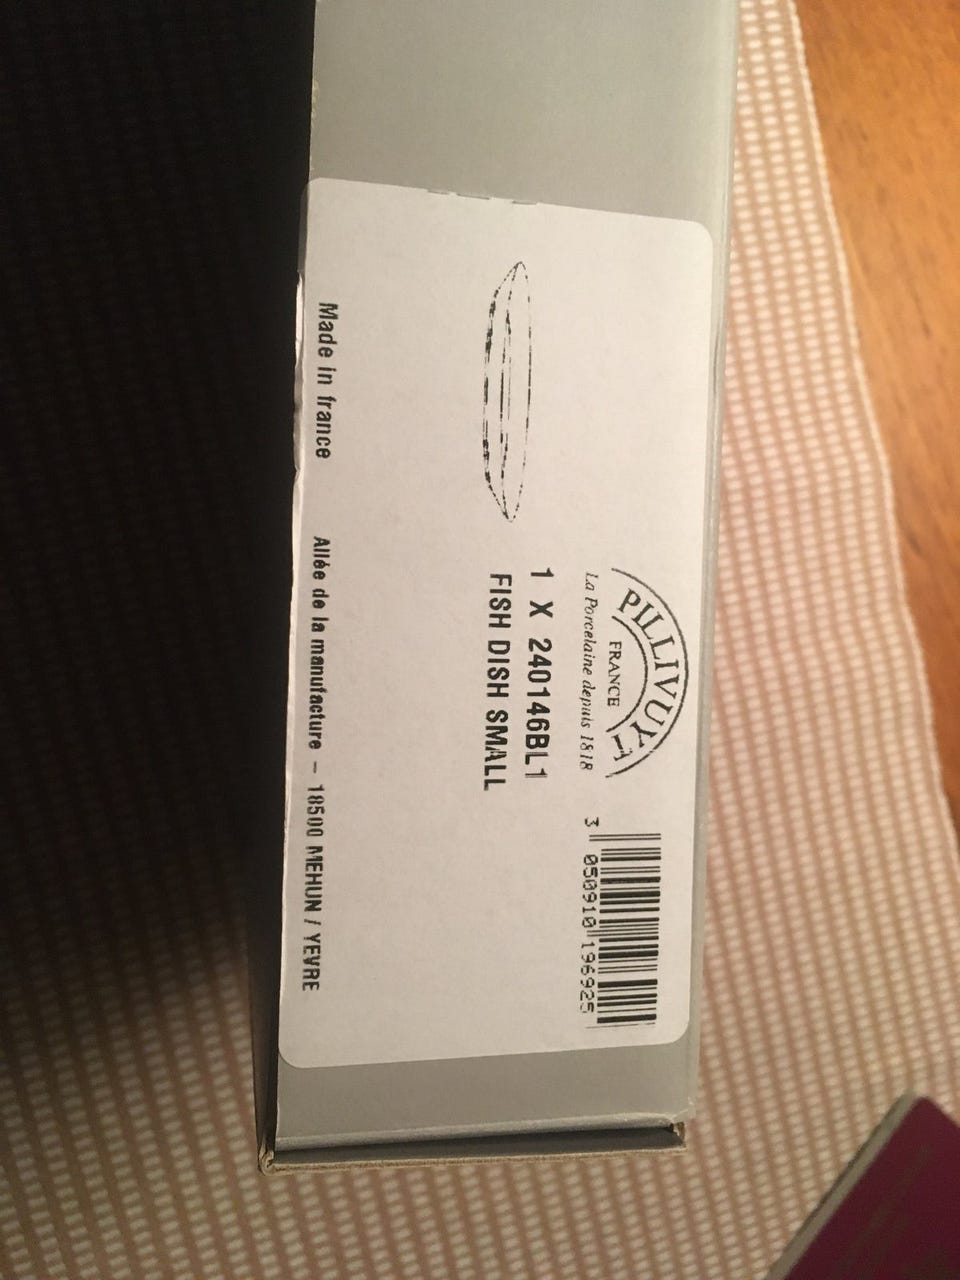 PILLIVUYT
FRANCE
La Porcelaine depuis 1818
3 050910 196925
1 X 240146BL1
FISH DISH SMALL
Made in france Allée de la manufacture - 18500 MEHUN / YEVRE